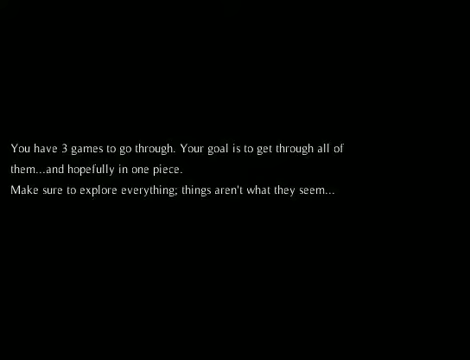 You have 3 games to go through. Your goal is to get through all of
them...and hopefully in one piece.
Make sure to explore everything; things aren't what they seem...